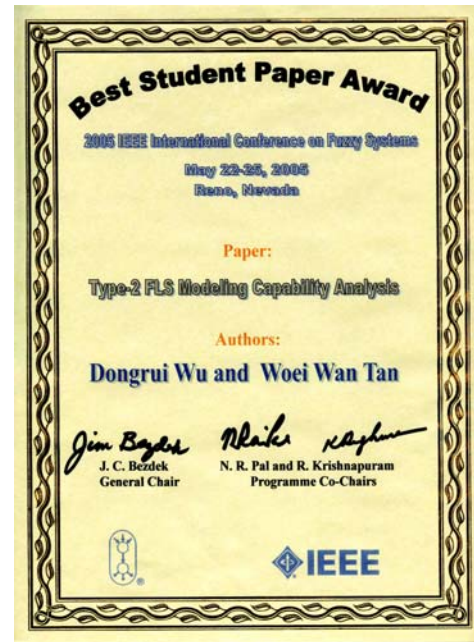 Best Student Paper Award
2005 IEEE International Conference on Fuzzy Systems
May 22-25, 2005
Reno, Nevada
Paper:
Type-2 FLS Modeling Capability Analysis
Authors:
Dongrui Wu and Woei Wan Tan
Jim Bezdek
J. C. Bezdek
General Chair
N. R. Pal and R. Krishnapuram
Programme Co-Chairs
®
IEEE